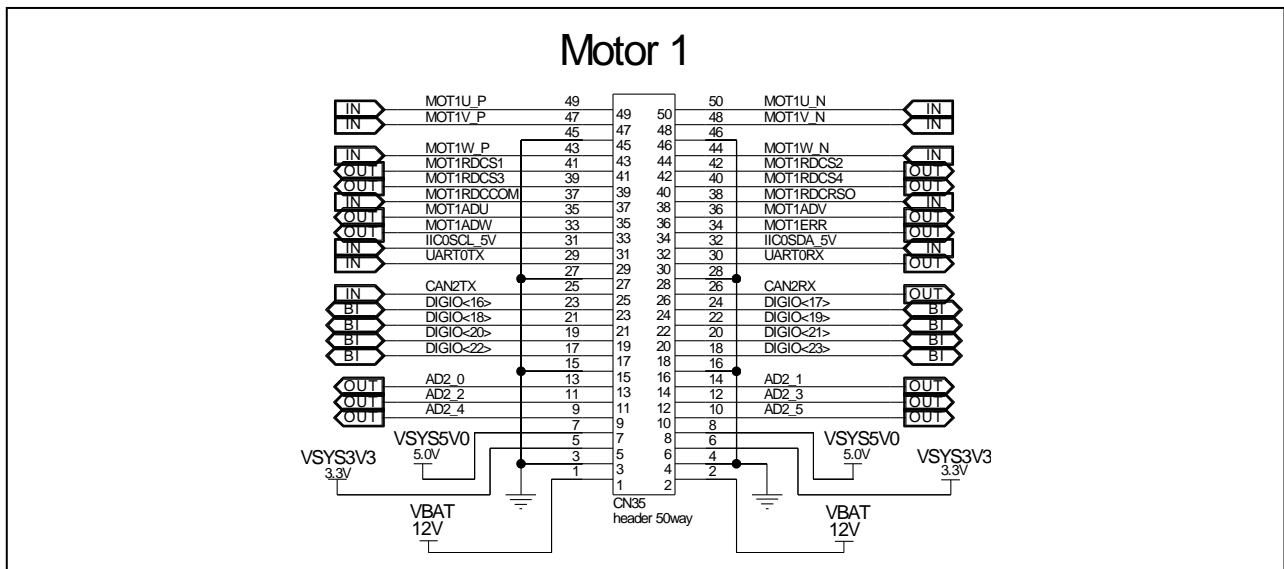 Motor 1
IN MOT1U_P 49 49 50 50 MOT1U_N IN
IN MOT1V_P 47 47 48 48 MOT1V_N IN
45 45 46 46
IN MOT1W_P 43 43 44 44 MOT1W_N IN
OUT MOT1RDCS1 41 41 42 42 MOT1RDCS2 OUT
OUT MOT1RDCS3 39 39 40 40 MOT1RDCS4 OUT
IN MOT1RDCCOM 37 37 38 38 MOT1RDCRSO IN
OUT MOT1ADU 35 35 36 36 MOT1ADV OUT
OUT MOT1ADW 33 33 34 34 MOT1ERR OUT
IN IIC0SCL_5V 31 31 32 32 IIC0SDA_5V IN
IN UART0TX 29 29 30 30 UART0RX OUT
27 27 28 28
IN CAN2TX 25 25 26 26 CAN2RX OUT
BI DIGIO<16> 23 23 24 24 DIGIO<17> BI
BI DIGIO<18> 21 21 22 22 DIGIO<19> BI
BI DIGIO<20> 19 19 20 20 DIGIO<21> BI
BI DIGIO<22> 17 17 18 18 DIGIO<23> BI
15 15 16 16
OUT AD2_0 13 13 14 14 AD2_1 OUT
OUT AD2_2 11 11 12 12 AD2_3 OUT
OUT AD2_4 9 9 10 10 AD2_5 OUT
VSYS5V0 7 7 8 8 VSYS5V0
5.0V 5.0V
VSYS3V3 5 5 6 6 VSYS3V3
3.3V 3.3V
3 3 4 4
1 1 2 2
CN35
header 50way
VBAT VBAT
12V 12V